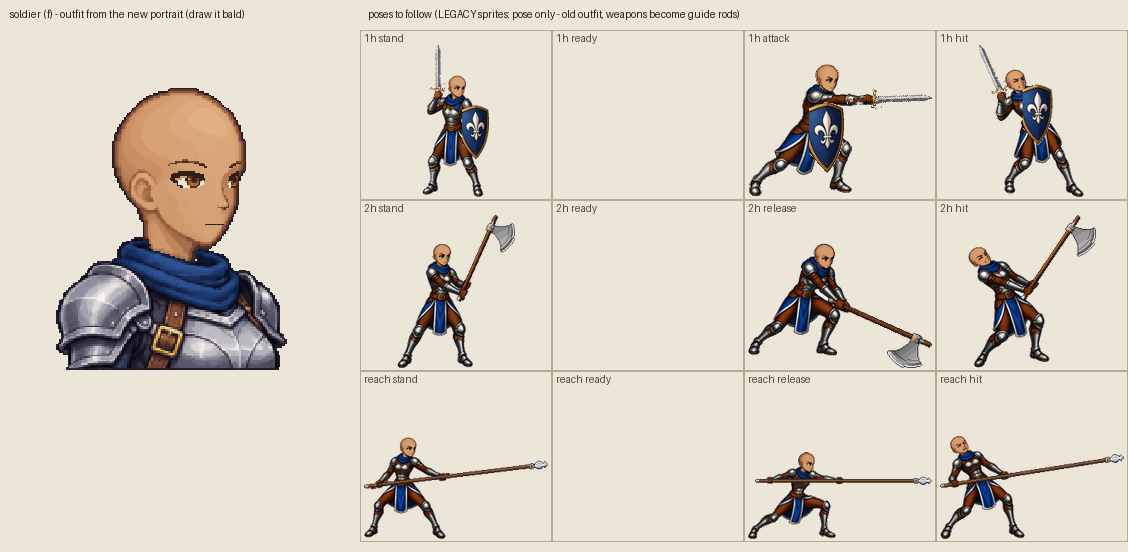 soldier (f) - outfit from the new portrait (draw it bald)
poses to follow (LEGACY sprites: pose only - old outfit, weapons become guide rods)
1h stand
1h ready
1h attack
1h hit
2h stand
2h ready
2h release
2h hit
reach stand
reach ready
reach release
reach hit